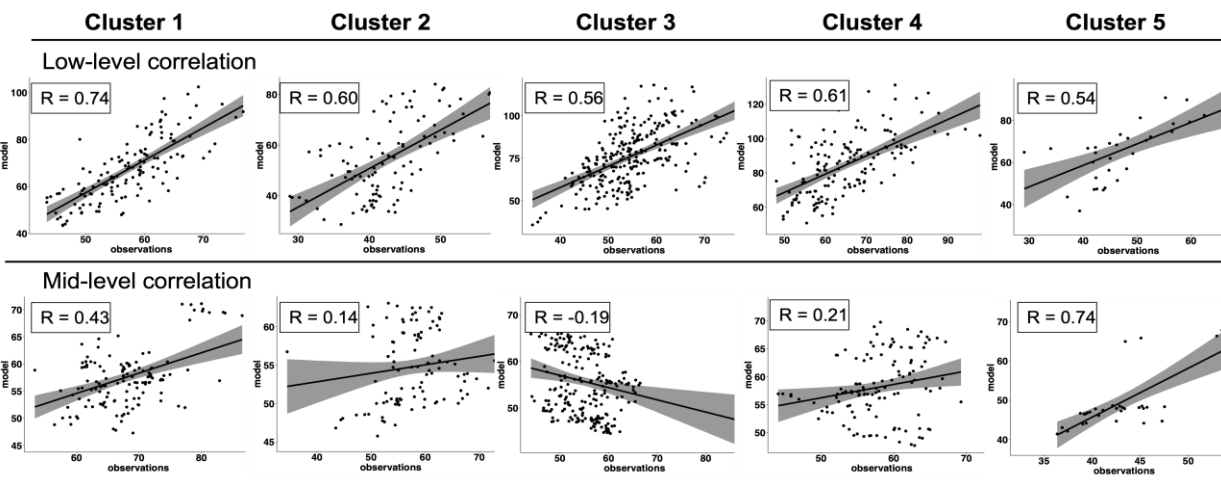 Cluster 1 Cluster 2 Cluster 3 Cluster 4 Cluster 5
Low-level correlation
R = 0.74
100
80
60
40
model
50 60 70
observations
R = 0.60
80
60
40
model
30 40 50
observations
R = 0.56
100
75
50
model
40 50 60 70
observations
R = 0.61
120
100
80
60
model
50 60 70 80 90
observations
R = 0.54
80
60
40
model
30 40 50 60
observations
Mid-level correlation
R = 0.43
70
65
60
55
50
45
model
60 70 80
observations
R = 0.14
60
55
50
45
model
40 50 60 70
observations
R = -0.19
70
60
50
model
50 60 70 80
observations
R = 0.21
70
65
60
55
50
model
50 60 70
observations
R = 0.74
70
60
50
40
model
35 40 45 50
observations